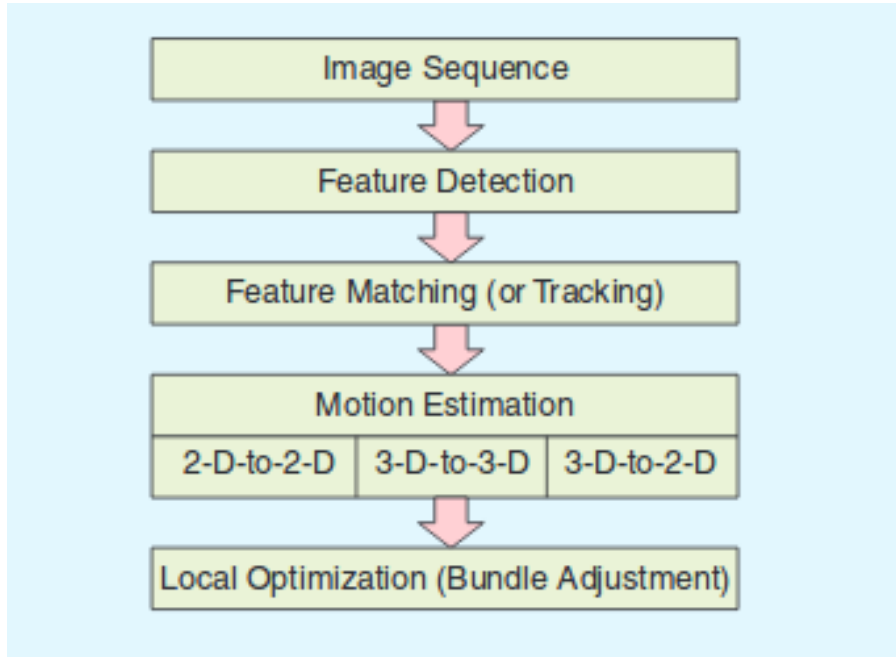 Image Sequence
Feature Detection
Feature Matching (or Tracking)
Motion Estimation
2-D-to-2-D 3-D-to-3-D 3-D-to-2-D
Local Optimization (Bundle Adjustment)